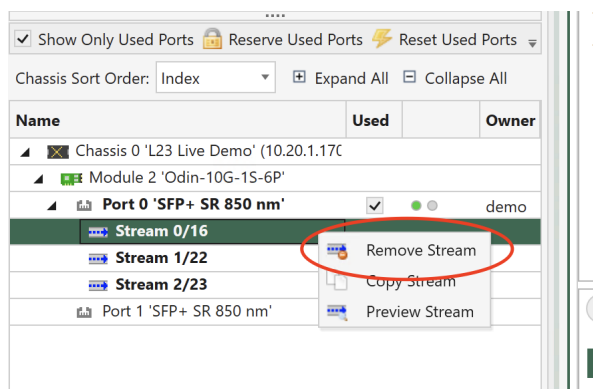 Show Only Used Ports Reserve Used Ports Reset Used Ports
Chassis Sort Order: Index Expand All Collapse All
Name Used Owner
Chassis 0 'L23 Live Demo' (10.20.1.170
Module 2 'Odin-10G-1S-6P'
Port 0 'SFP+ SR 850 nm' demo
Stream 0/16
Remove Stream
Stream 1/22
Copy Stream
Stream 2/23
Port 1 'SFP+ SR 850 nm' Preview Stream